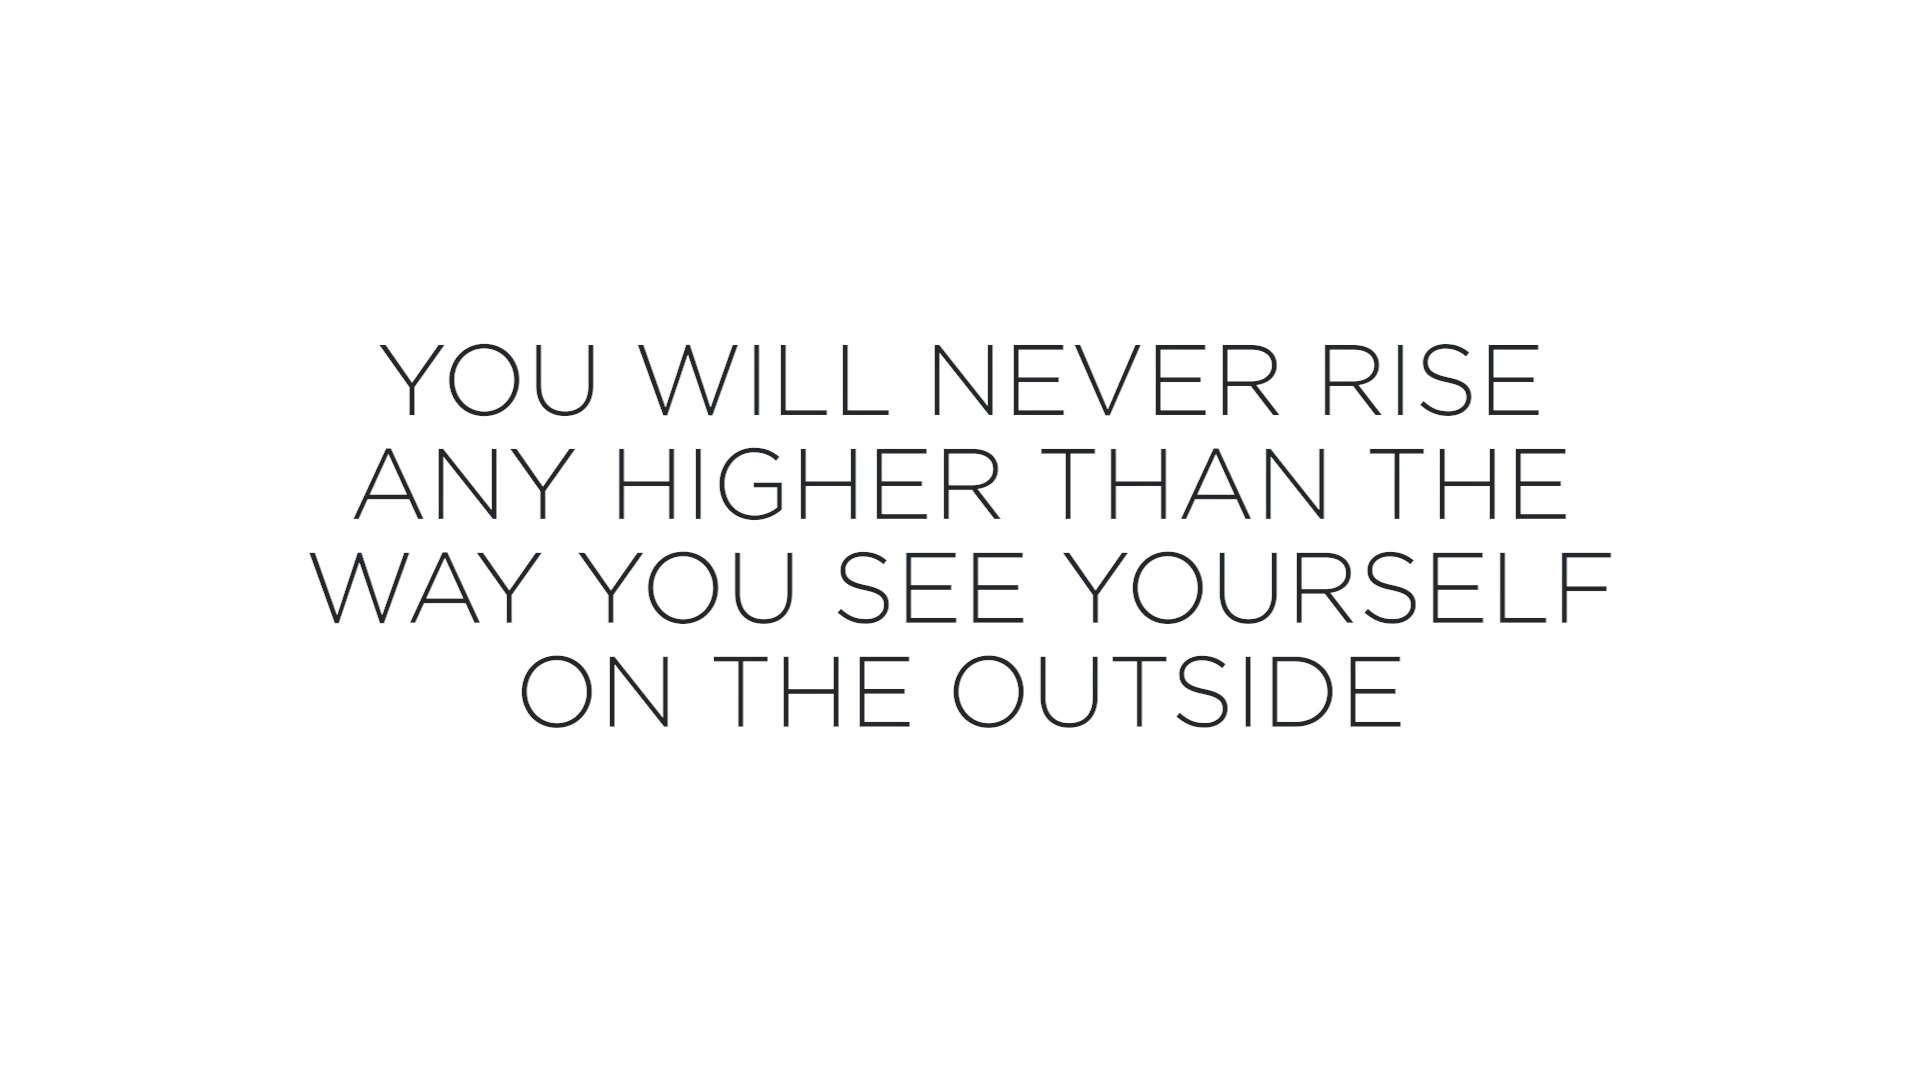 YOU WILL NEVER RISE
ANY HIGHER THAN THE
WAY YOU SEE YOURSELF
ON THE OUTSIDE